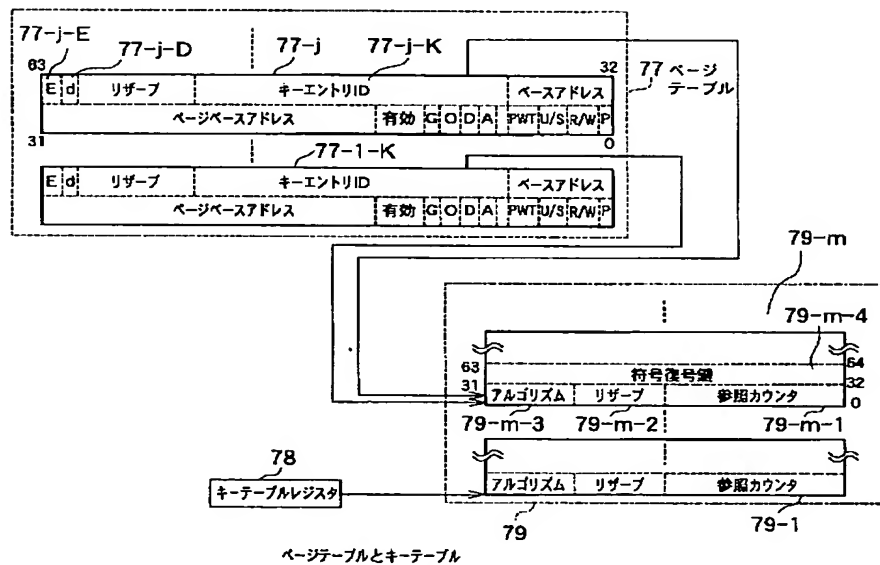 77-j-E
77-j-D
77-j
77-j-K
63
32
E d リザーブ キーエントリID ベースアドレス
77 ページ
テーブル
ページベースアドレス 有効 G O D A PWT U/S R/W P
31
0
77-1-K
E d リザーブ キーエントリID ベースアドレス
ページベースアドレス 有効 G O D A PWT U/S R/W P
79-m
79-m-4
63
64
符号復号鍵
31
32
アルゴリズム リザーブ 参照カウンタ
0
79-m-3
79-m-2
79-m-1
78
キーテーブルレジスタ
アルゴリズム リザーブ 参照カウンタ
79
79-1
ページテーブルとキーテーブル